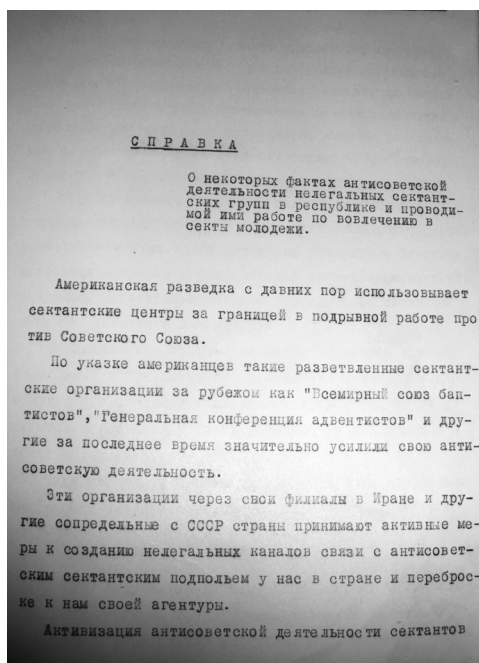 СПРАВКА
О некоторых фактах антисоветской
деятельности нелегальных сектант-
ских групп в республике и проводи-
мой ими работе по вовлечению в
секты молодежи.
Американская разведка с давних пор использовывает
сектантские центры за границей в подрывной работе про
тив Советского Союза.
По указке американцев такие разветвленные сектант-
ские организации за рубежом как "Всемирный союз бап-
тистов","Генеральная конференция адвентистов" и дру-
гие за последнее время значительно усилили свою анти-
советскую деятельность.
Эти организации через свои филиалы в Иране и дру-
гие сопредельные с СССР страны принимают активные ме-
ры к созданию нелегальных каналов связи с антисовет-
ским сектантским подпольем у нас в стране и переброс-
ке к нам своей агентуры.
Активизация антисоветской деятельности сектантов